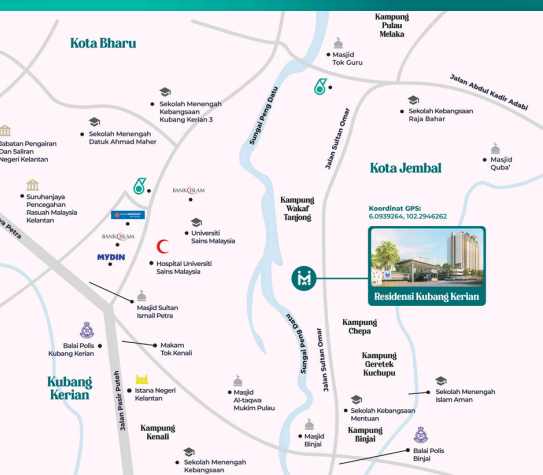 Kampung
Pulau
Melaka
Kota Bharu
Masjid
Tok Guru
Jalan Abdul Kadir Adabi
Sekolah Menengah
Kebangsaan
Kubang Kerian 3
Sungai Peng Datu
Jalan Sultan Omar
Sekolah Kebangsaan
Raja Bahar
Sekolah Menengah
Datuk Ahmad Maher
Jabatan Pengairan
Dan Saliran
Negeri Kelantan
Kota Jembal
Masjid
Quba'
Suruhanjaya
Pencegahan
Rasuah Malaysia
Kelantan
BANK ISLAM
Kampung
Wakaf
Tanjong
Koordinat GPS:
6.0939264, 102.2946262
BANK ISLAM
Universiti
Sains Malaysia
MYDIN
Hospital Universiti
Sains Malaysia
Petra
Residensi Kubang Kerian
Masjid Sultan
Ismail Petra
Sungai Peng Datu
Jalan Sultan Omar
Kampung
Chepa
Balai Polis
Kubang Kerian
Makam
Tok Kenali
Kampung
Geretek
Kuchupu
Kubang
Kerian
Jalan Pasir Puteh
Istana Negeri
Kelantan
Masjid
Al-taqwa
Mukim Pulau
Sekolah Menengah
Islam Aman
Sekolah Kebangsaan
Mentuan
Kampung
Kenali
Masjid
Binjai
Kampung
Binjai
Balai Polis
Binjai
Sekolah Menengah
Kebangsaan